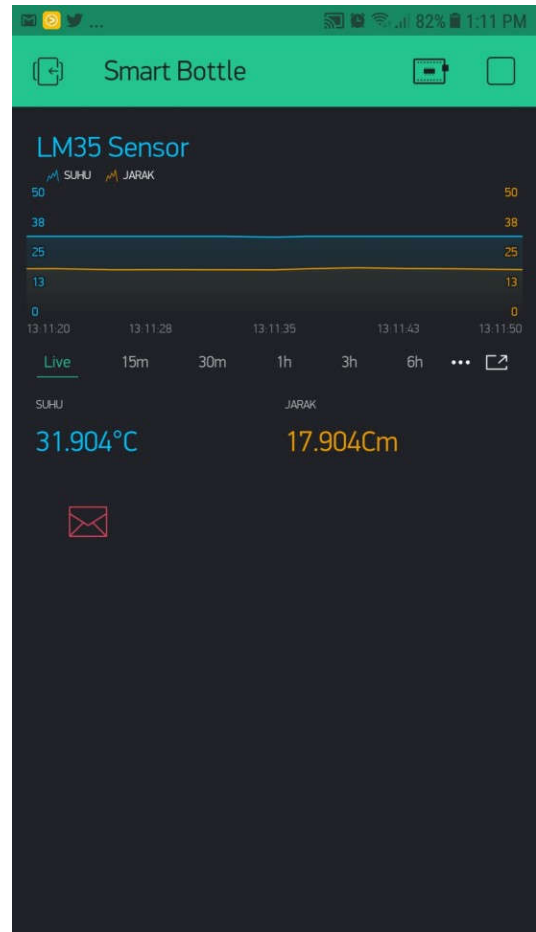 ... 82% 1:11 PM
Smart Bottle
LM35 Sensor
SUHU JARAK
50 50
38 38
25 25
13 13
0 0
13:11:20 13:11:28 13:11:35 13:11:43 13:11:50
Live 15m 30m 1h 3h 6h •••
SUHU JARAK
31.904°C 17.904Cm